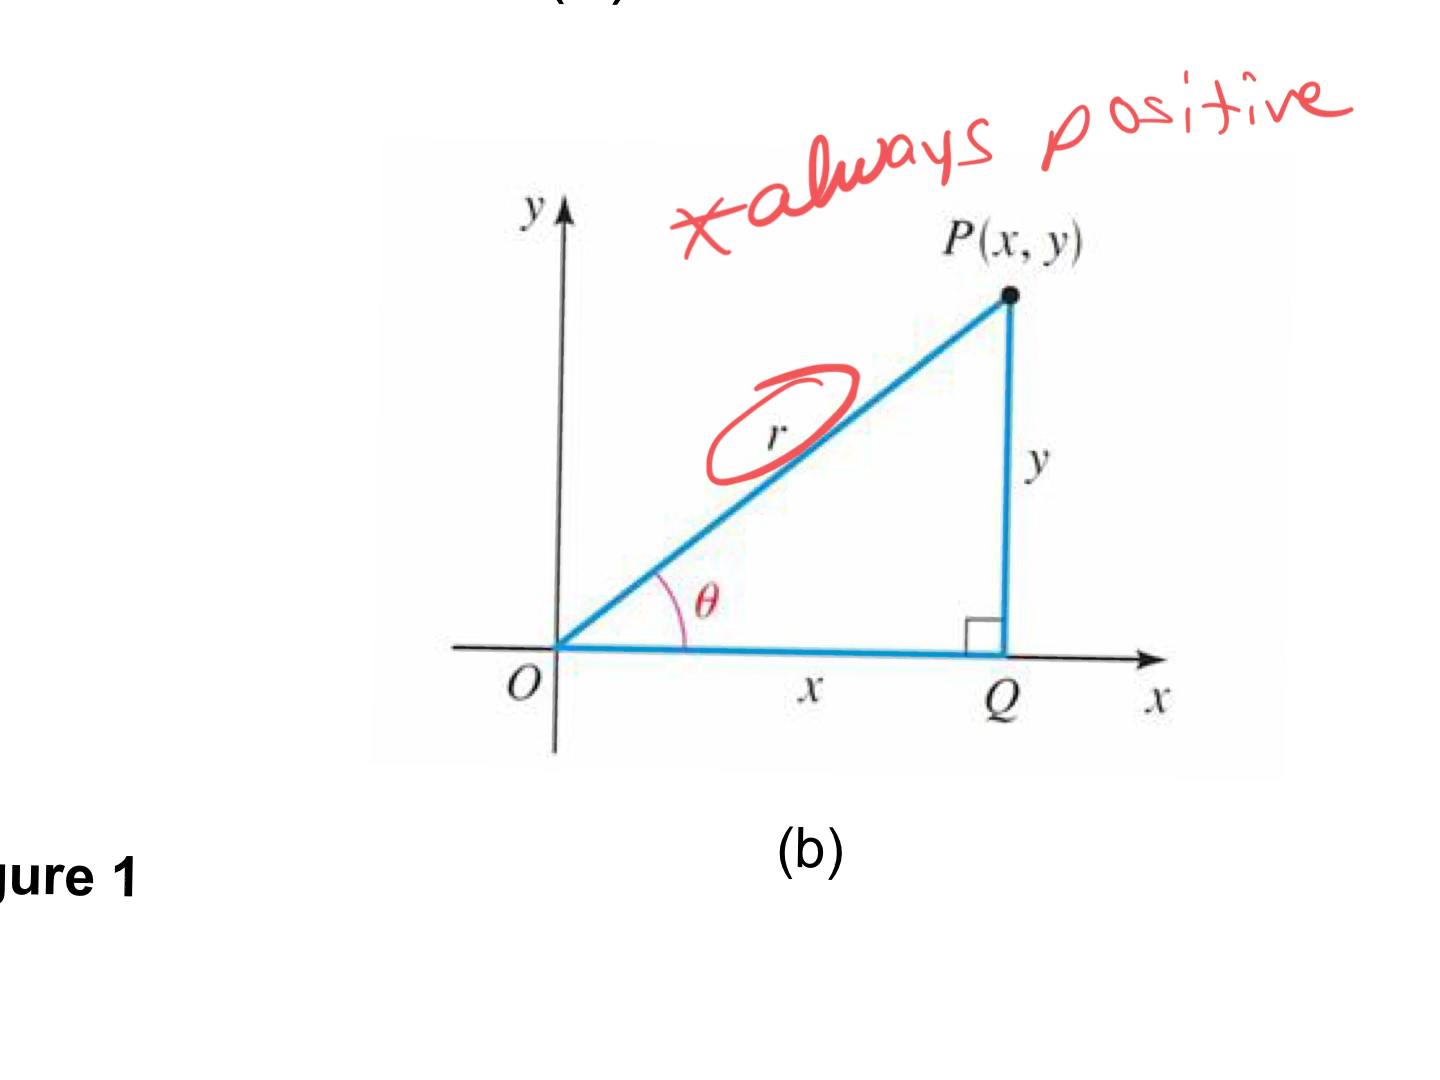 *always positive
y
P(x, y)
r
y
θ
O
x
Q
x
(b)
gure 1